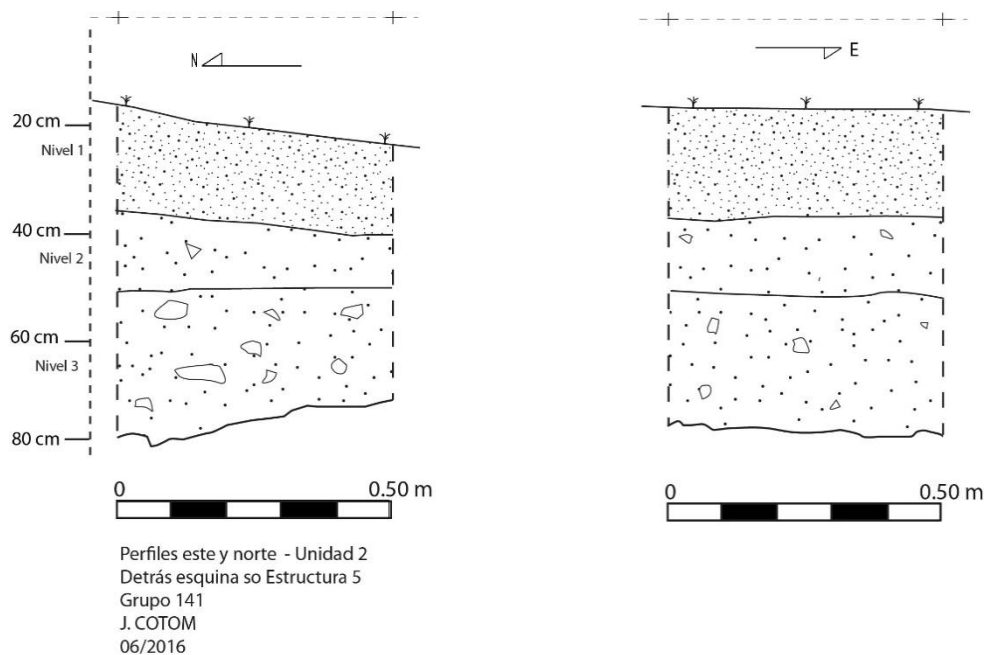 N
E
20 cm
Nivel 1
40 cm
Nivel 2
60 cm
Nivel 3
80 cm
0 0.50 m
0 0.50 m
Perfiles este y norte - Unidad 2
Detrás esquina so Estructura 5
Grupo 141
J. COTOM
06/2016